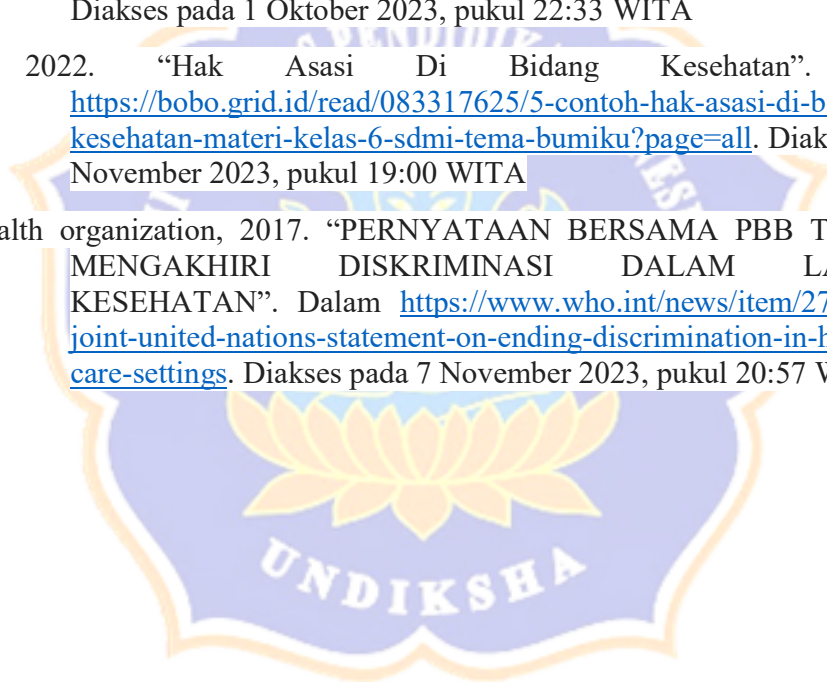 Diakses pada 1 Oktober 2023, pukul 22:33 WITA
2022. “Hak Asasi Di Bidang Kesehatan”.
https://bobo.grid.id/read/083317625/5-contoh-hak-asasi-di-b
kesehatan-materi-kelas-6-sdmi-tema-bumiku?page=all. Diak
November 2023, pukul 19:00 WITA
alth organization, 2017. “PERNYATAAN BERSAMA PBB T
MENGAKHIRI DISKRIMINASI DALAM LA
KESEHATAN”. Dalam https://www.who.int/news/item/27
joint-united-nations-statement-on-ending-discrimination-in-h
care-settings. Diakses pada 7 November 2023, pukul 20:57 W
UNDIKSHA